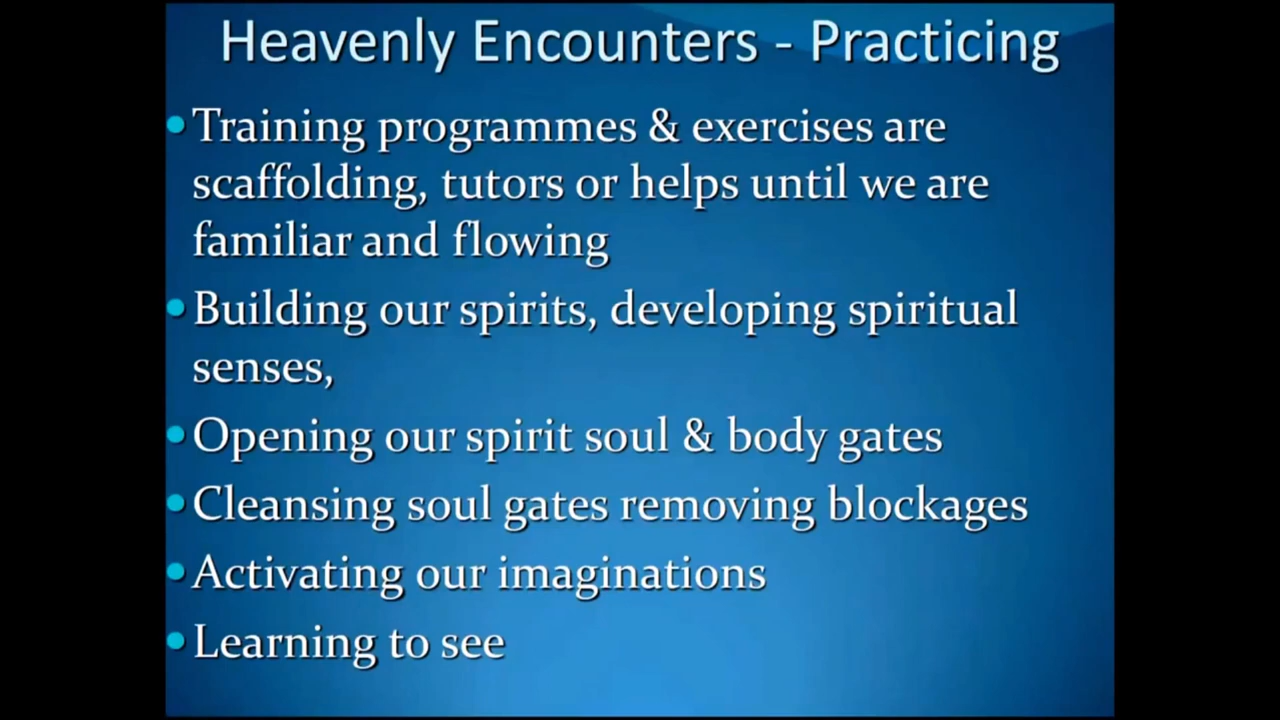 Heavenly Encounters - Practicing
• Training programmes & exercises are
scaffolding, tutors or helps until we are
familiar and flowing
• Building our spirits, developing spiritual
senses,
• Opening our spirit soul & body gates
• Cleansing soul gates removing blockages
• Activating our imaginations
• Learning to see